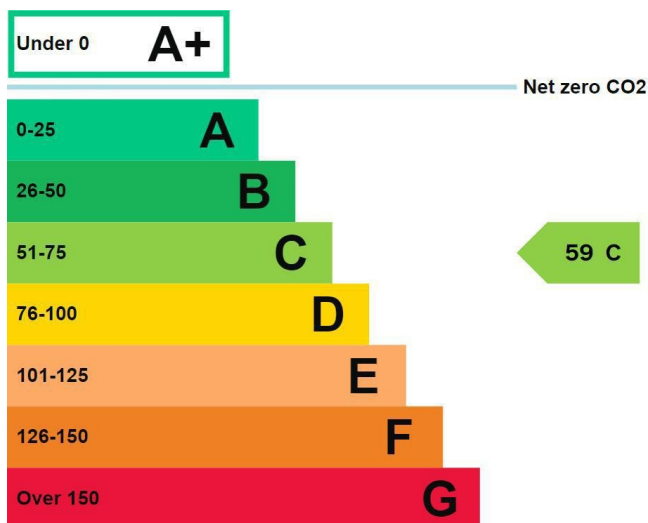 Under 0 A+
Net zero CO2
0-25 A
26-50 B
51-75 C
59 C
76-100 D
101-125 E
126-150 F
Over 150 G